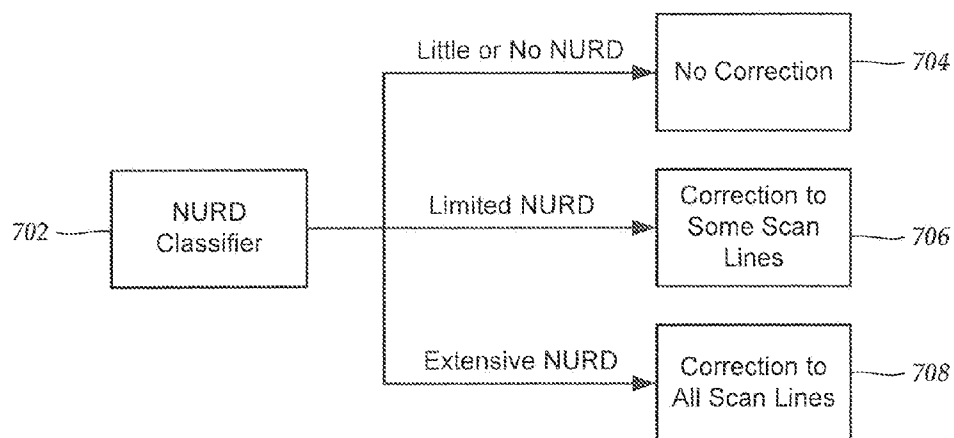 Little or No NURD
No Correction
704
702
NURD
Classifier
Limited NURD
Correction to
Some Scan
Lines
706
Extensive NURD
Correction to
All Scan Lines
708